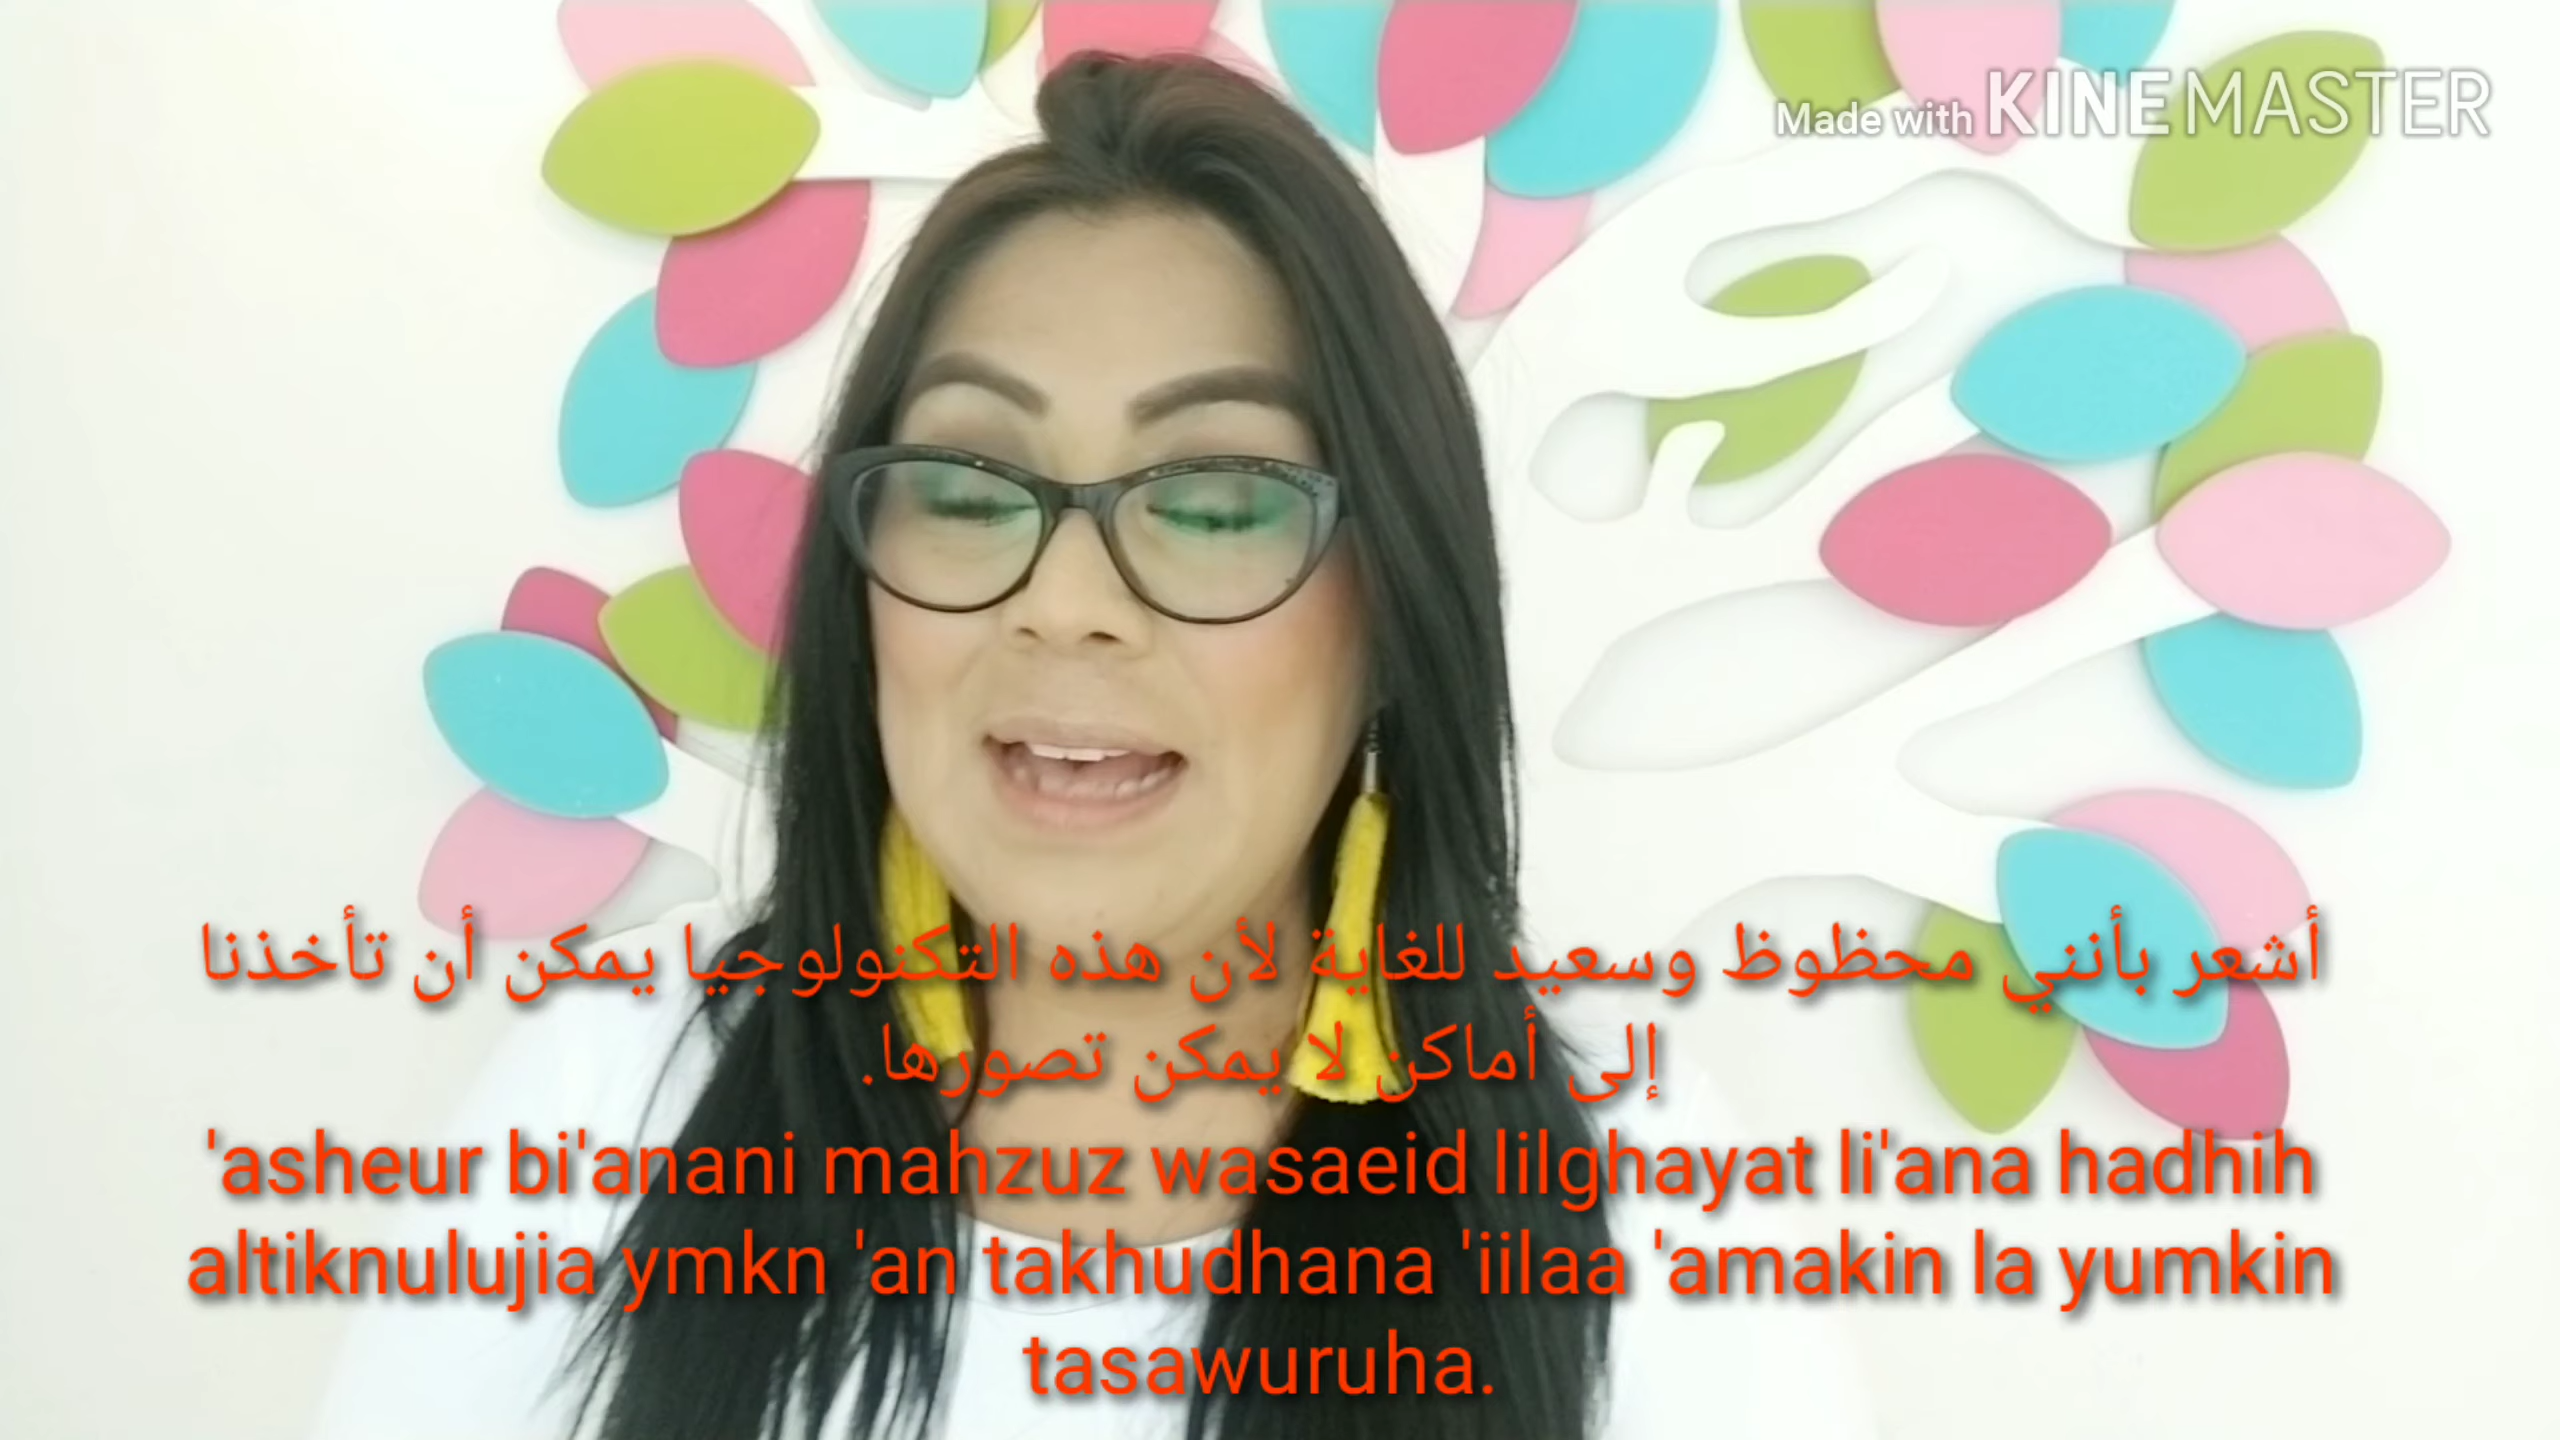 Made with KINEMASTER
أشعر بأنني محظوظ وسعيد للغاية لأن هذه التكنولوجيا يمكن أن تأخذنا
إلى أماكن لا يمكن تصورها.
'asheur bi'anani mahzuz wasaeid lilghayat li'ana hadhih
altiknulujia ymkn 'an takhudhana 'iilaa 'amakin la yumkin
tasawuruha.